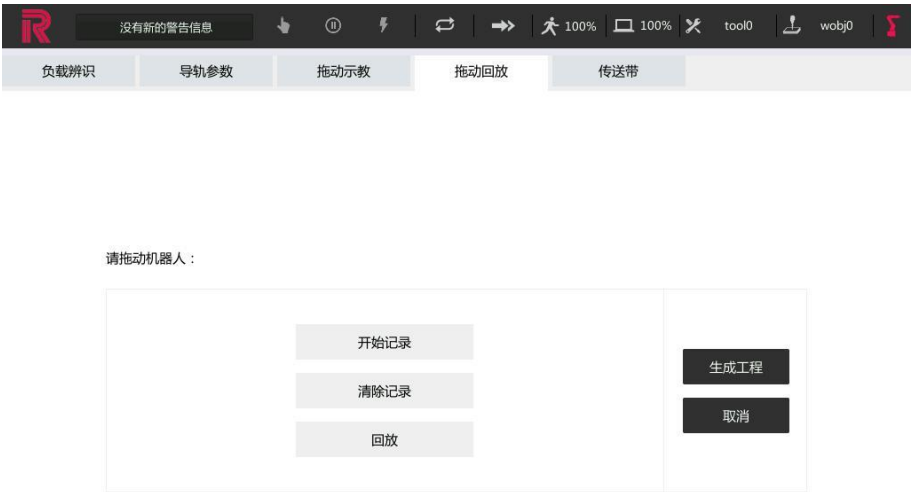 没有新的警告信息 100% 100% tool0 wobj0
负载辨识 导轨参数 拖动示教 拖动回放 传送带
请拖动机器人：
开始记录
清除记录
回放
生成工程
取消